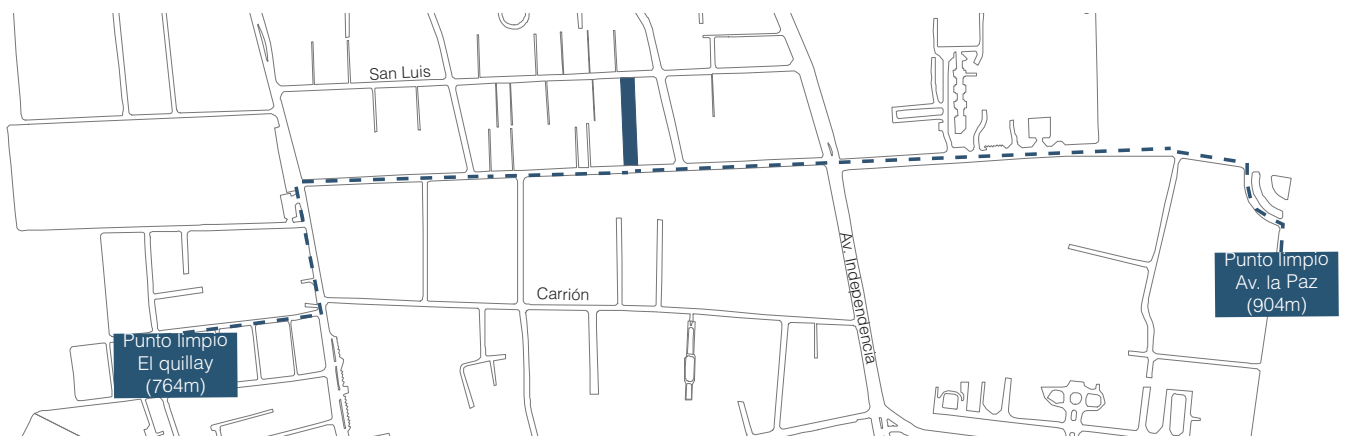 San Luis
Av. Independencia
Carrión
Punto limpio
Av. la Paz
(904m)
Punto limpio
El quillay
(764m)